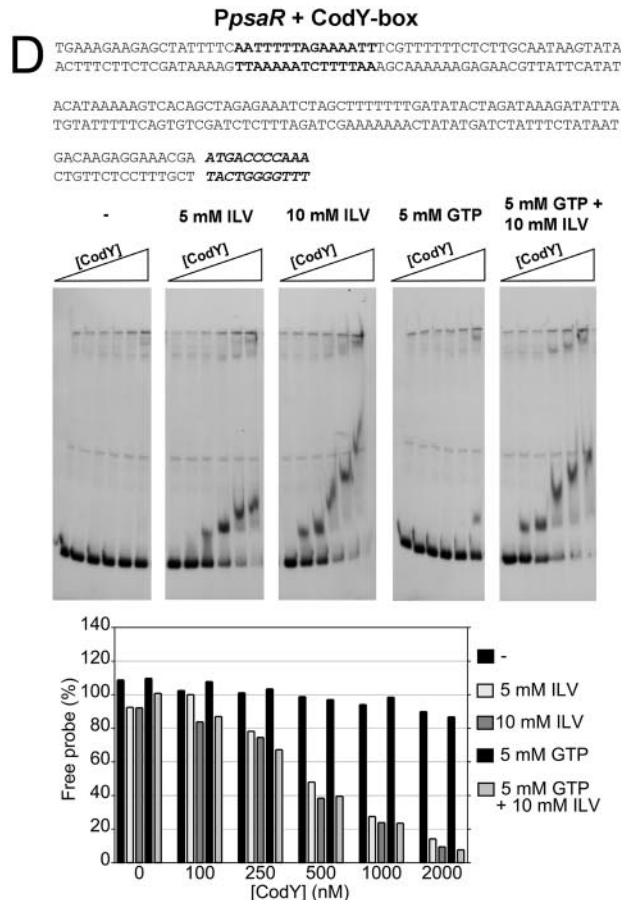 PpsaR + CodY-box
D
TGAAAGAAGAGCTATTTTCAATTTTTAGAAAATTTCGTTTTTTCTCTTGCAATAAGTATA
ACTTTCTTCTCGATAAAAGTTAAAAATCTTTTAAAGCAAAAAAGAGAACGTTATTCATAT
ACATAAAAAGTCACAGCTAGAGAAATCTAGCTTTTTTTGATATACTAGATAAAGATATTA
TGTATTTTTCAGTGTCGATCTCTTTAGATCGAAAAAAACTATATGATCTATTTCTATAAT
GACAAGAGGAAACGA ATGACCCCAAA
CTGTTCTCCTTTGCT TACTGGGGTTT
- 5 mM ILV 10 mM ILV 5 mM GTP 5 mM GTP + 10 mM ILV
[CodY] [CodY] [CodY] [CodY] [CodY]
Free probe (%)
140
120
100
80
60
40
20
0
0 100 250 500 1000 2000
[CodY] (nM)
-
5 mM ILV
10 mM ILV
5 mM GTP
5 mM GTP
+ 10 mM ILV